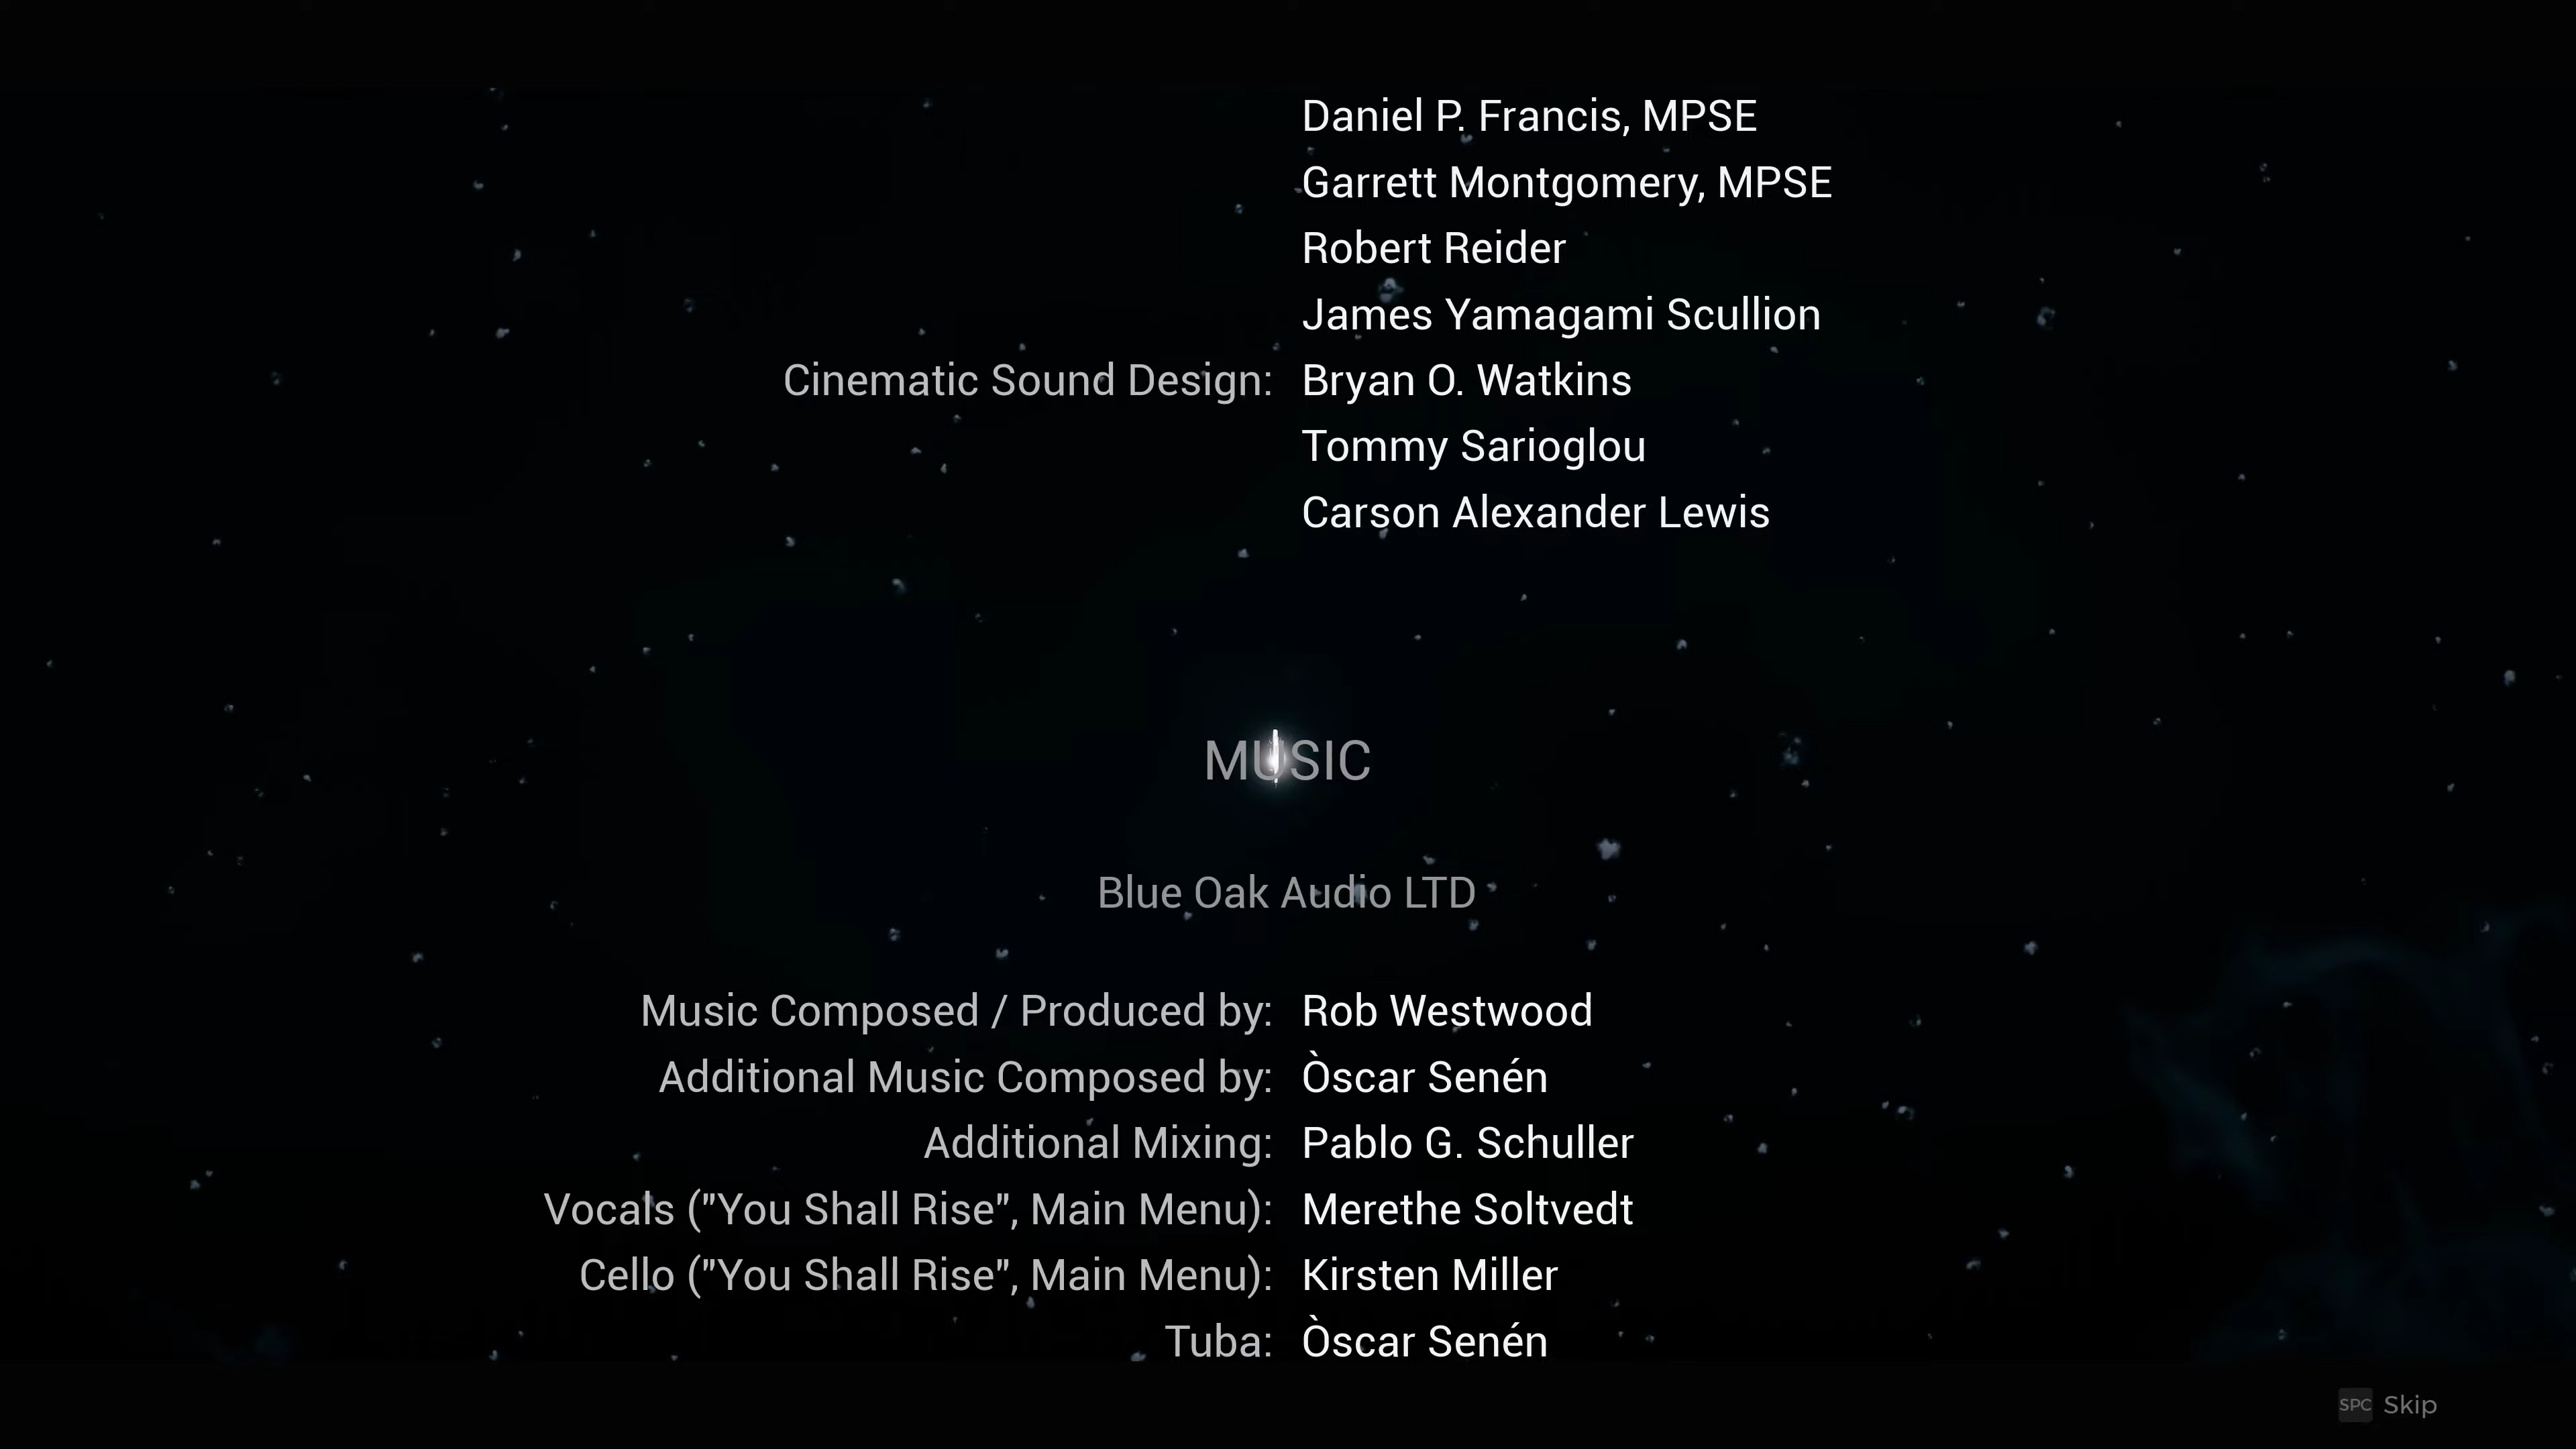 Daniel P. Francis, MPSE
Garrett Montgomery, MPSE
Robert Reider
James Yamagami Scullion
Cinematic Sound Design: Bryan O. Watkins
Tommy Sarioglou
Carson Alexander Lewis
MUSIC
Blue Oak Audio LTD
Music Composed / Produced by: Rob Westwood
Additional Music Composed by: Òscar Senén
Additional Mixing: Pablo G. Schuller
Vocals ("You Shall Rise", Main Menu): Merethe Soltvedt
Cello ("You Shall Rise", Main Menu): Kirsten Miller
Tuba: Òscar Senén
SPC Skip